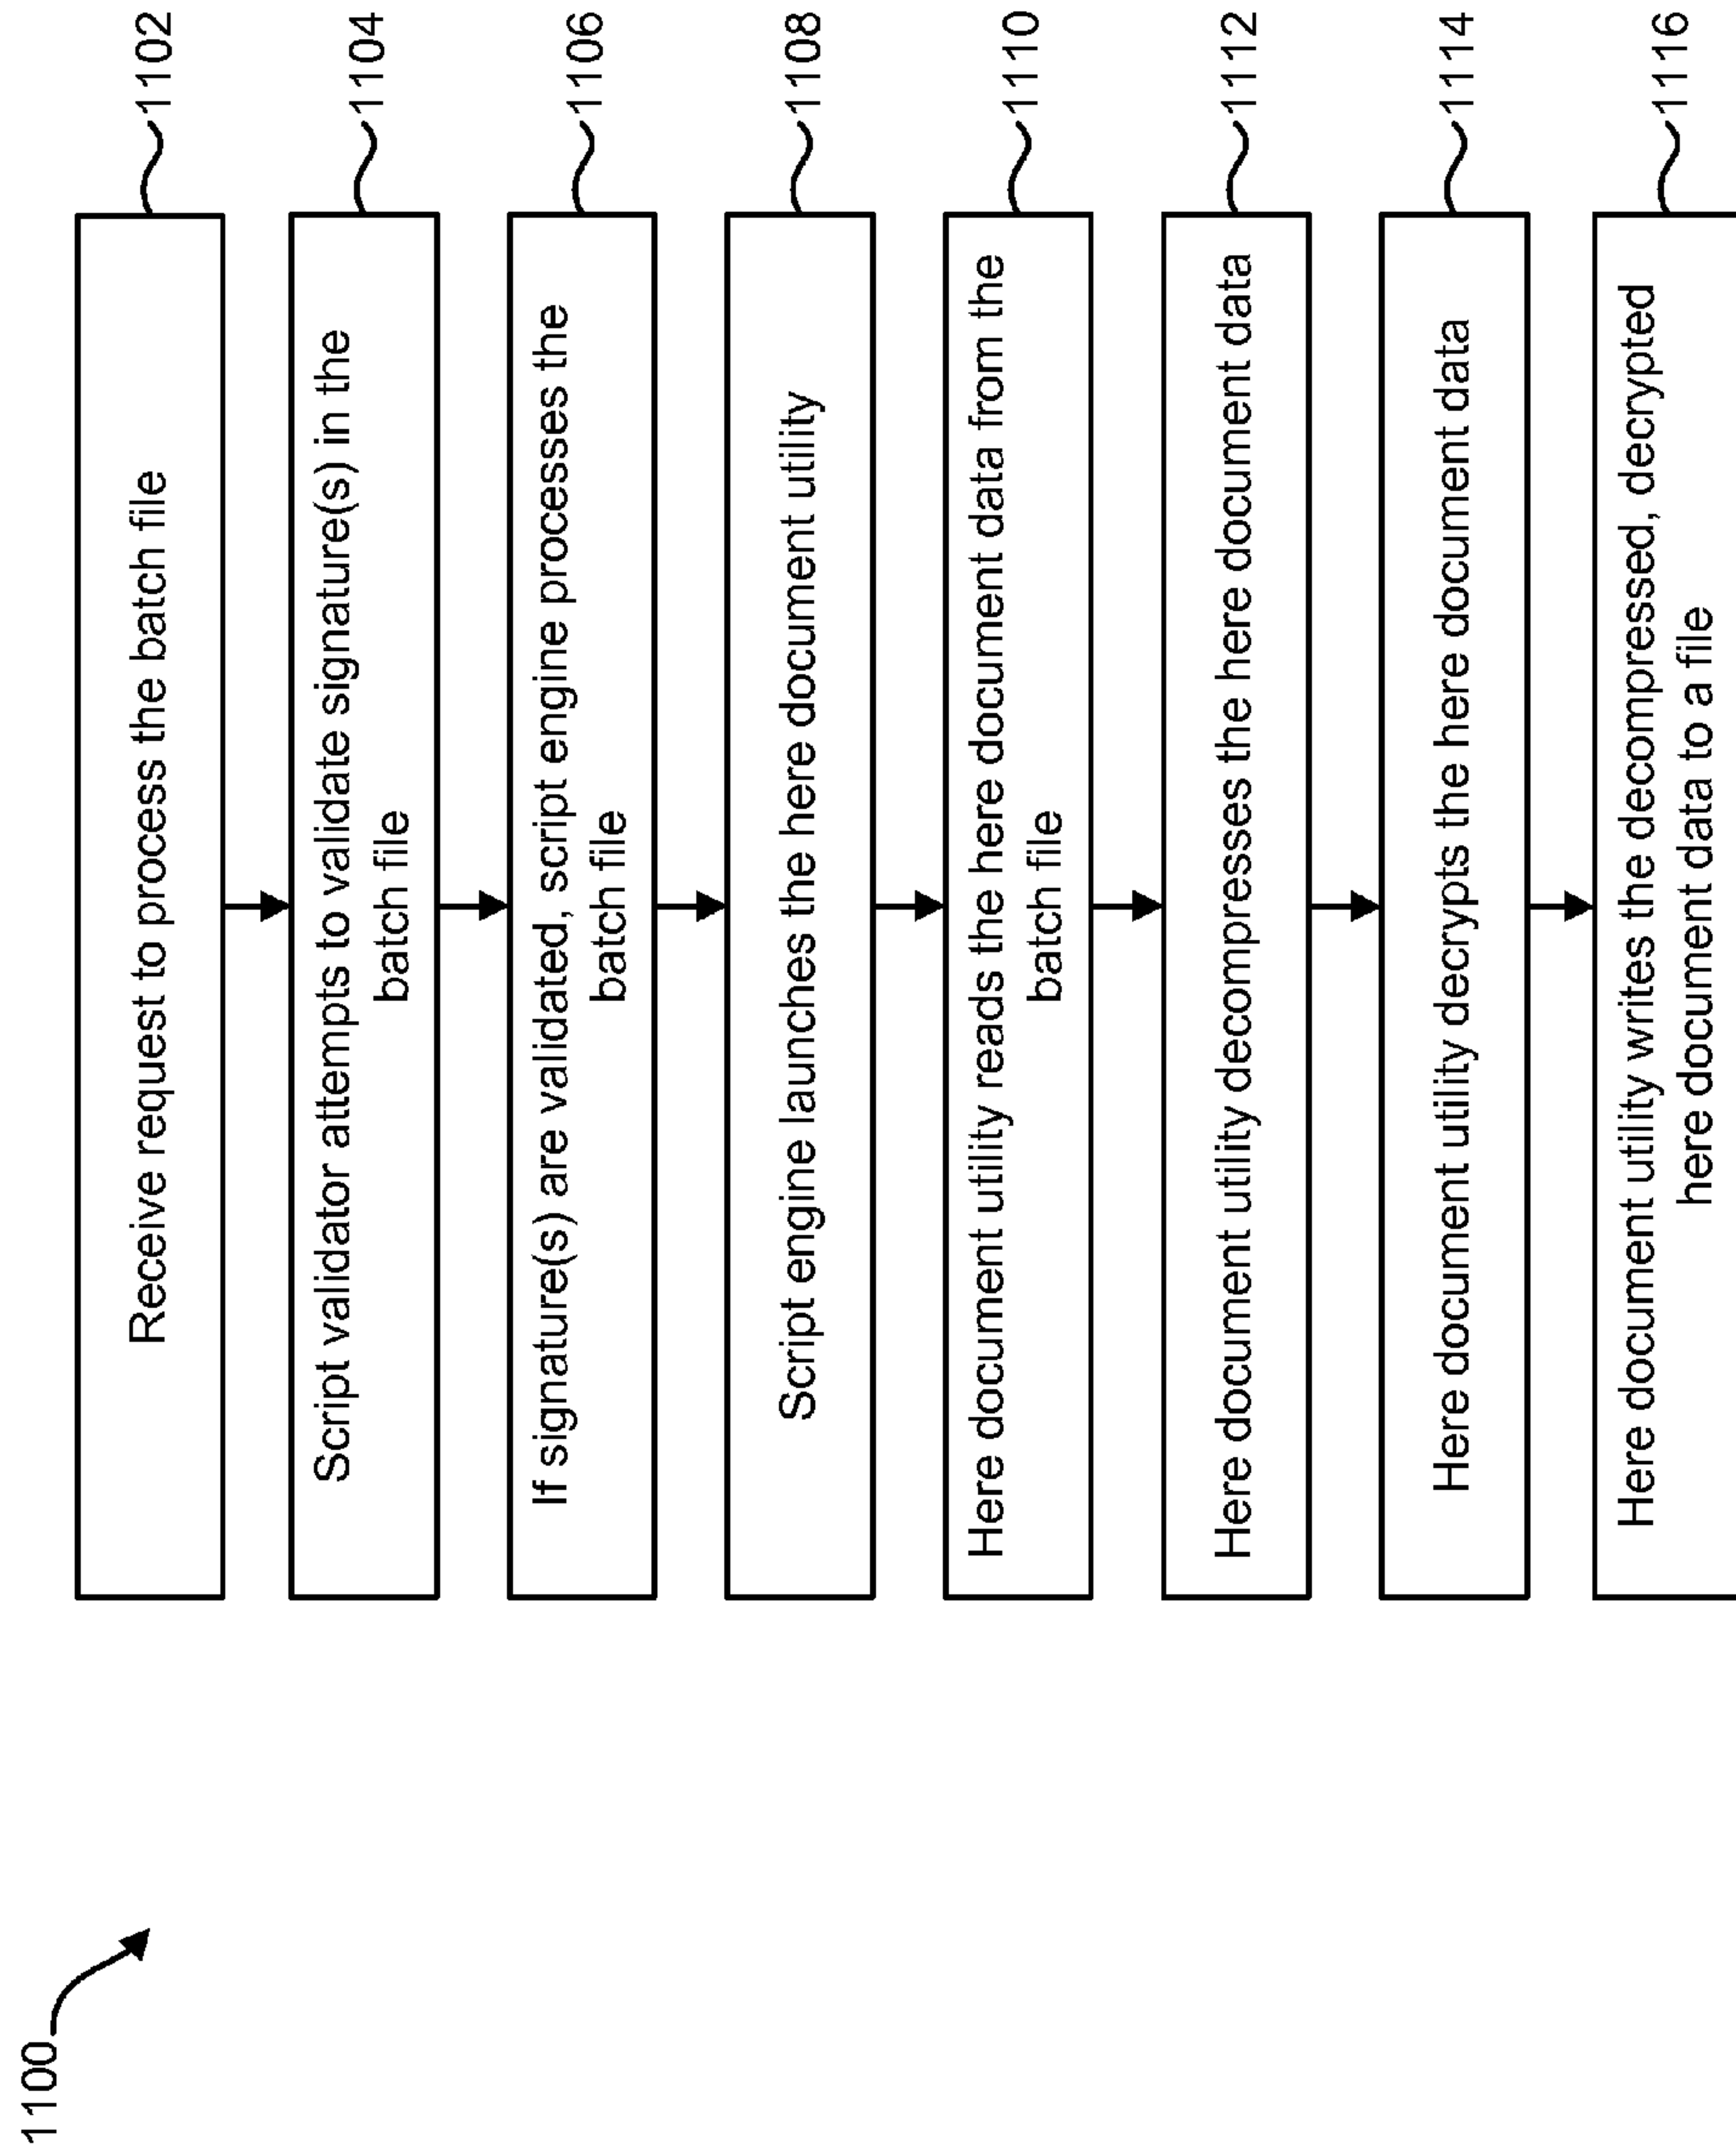 1100
Receive request to process the batch file
1102
Script validator attempts to validate signature(s) in the
batch file
1104
If signature(s) are validated, script engine processes the
batch file
1106
Script engine launches the here document utility
1108
Here document utility reads the here document data from the
batch file
1110
Here document utility decompresses the here document data
1112
Here document utility decrypts the here document data
1114
Here document utility writes the decompressed, decrypted
here document data to a file
1116